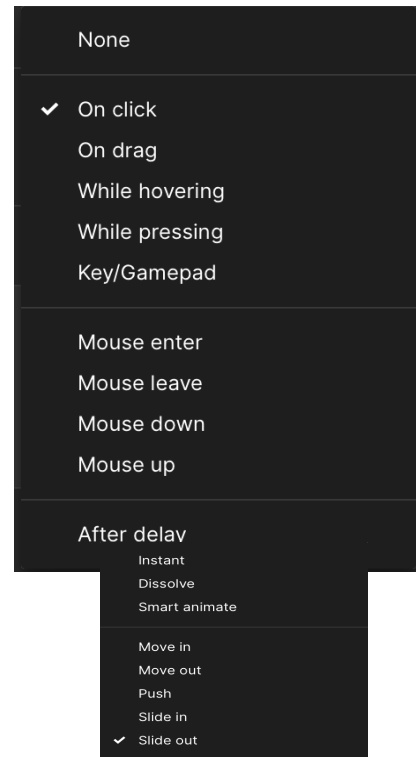 None
On click
On drag
While hovering
While pressing
Key/Gamepad
Mouse enter
Mouse leave
Mouse down
Mouse up
After delay
Instant
Dissolve
Smart animate
Move in
Move out
Push
Slide in
Slide out